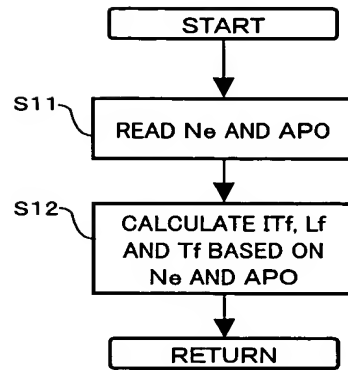 START
S11
READ Ne AND APO
S12
CALCULATE ITf, Lf
AND Tf BASED ON
Ne AND APO
RETURN